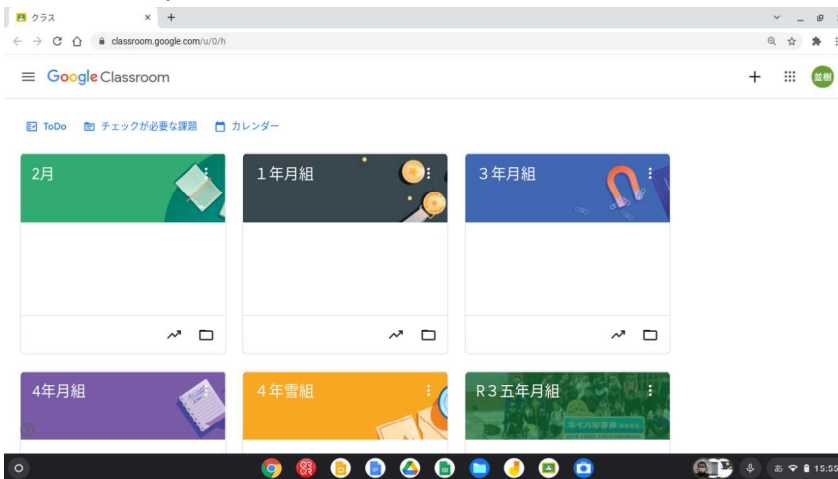 クラス
classroom.google.com/u/0/h
Google Classroom
並樹
ToDo チェックが必要な課題 カレンダー
2月
１年月組
３年月組
4年月組
４年雪組
R３五年月組
あ 15:55